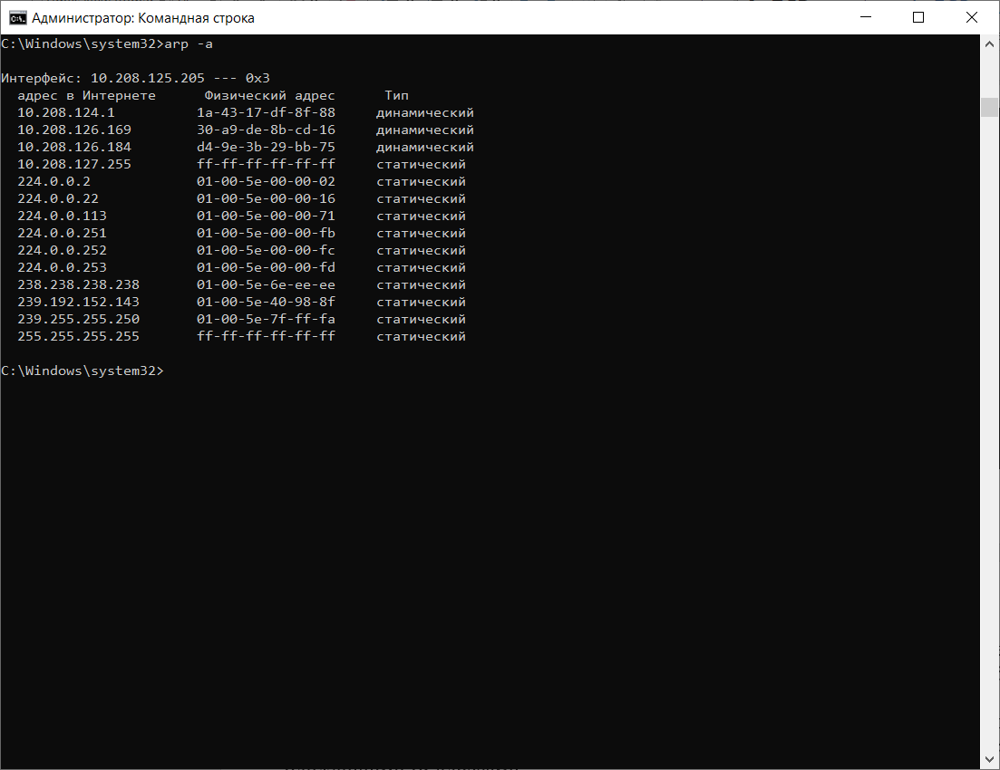 Администратор: Командная строка
C:\Windows\system32>arp -a
Интерфейс: 10.208.125.205 --- 0x3
адрес в Интернете Физический адрес Тип
10.208.124.1 1a-43-17-df-8f-88 динамический
10.208.126.169 30-a9-de-8b-cd-16 динамический
10.208.126.184 d4-9e-3b-29-bb-75 динамический
10.208.127.255 ff-ff-ff-ff-ff-ff статический
224.0.0.2 01-00-5e-00-00-02 статический
224.0.0.22 01-00-5e-00-00-16 статический
224.0.0.113 01-00-5e-00-00-71 статический
224.0.0.251 01-00-5e-00-00-fb статический
224.0.0.252 01-00-5e-00-00-fc статический
224.0.0.253 01-00-5e-00-00-fd статический
238.238.238.238 01-00-5e-6e-ee-ee статический
239.192.152.143 01-00-5e-40-98-8f статический
239.255.255.250 01-00-5e-7f-ff-fa статический
255.255.255.255 ff-ff-ff-ff-ff-ff статический
C:\Windows\system32>